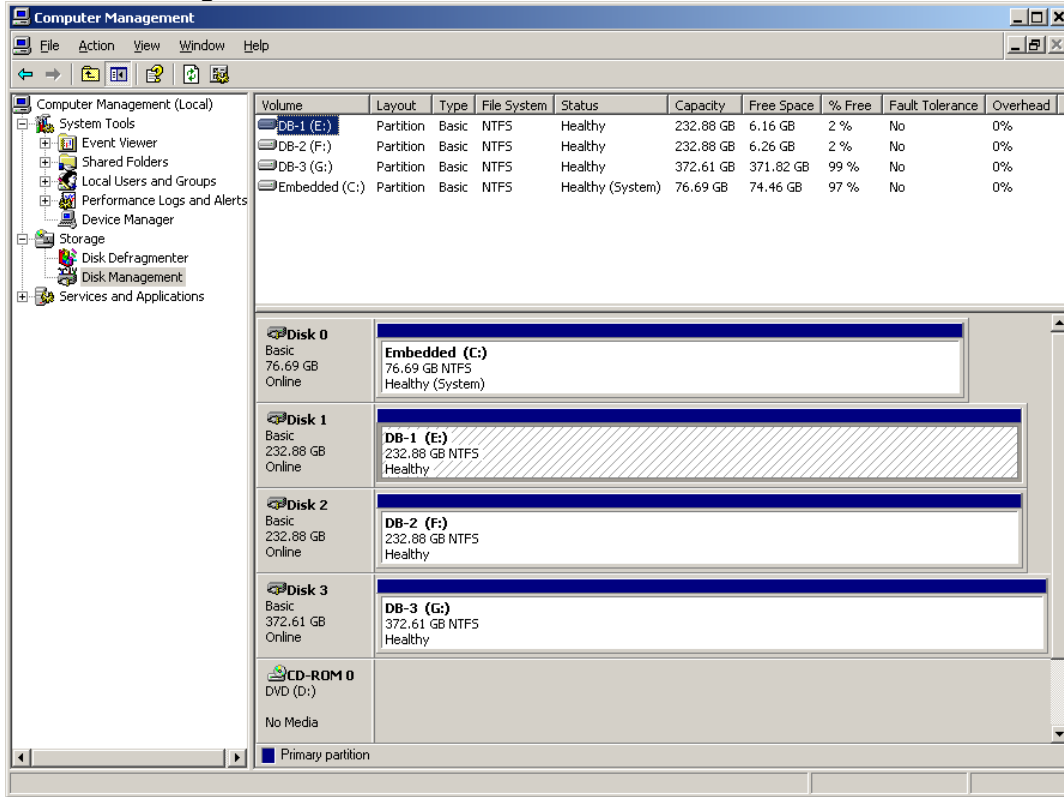 Computer Management
File Action View Window Help
Computer Management (Local)
System Tools
Event Viewer
Shared Folders
Local Users and Groups
Performance Logs and Alerts
Device Manager
Storage
Disk Defragmenter
Disk Management
Services and Applications
Volume Layout Type File System Status Capacity Free Space % Free Fault Tolerance Overhead
DB-1 (E:) Partition Basic NTFS Healthy 232.88 GB 6.16 GB 2 % No 0%
DB-2 (F:) Partition Basic NTFS Healthy 232.88 GB 6.26 GB 2 % No 0%
DB-3 (G:) Partition Basic NTFS Healthy 372.61 GB 371.82 GB 99 % No 0%
Embedded (C:) Partition Basic NTFS Healthy (System) 76.69 GB 74.46 GB 97 % No 0%
Disk 0
Basic
76.69 GB
Online
Embedded (C:)
76.69 GB NTFS
Healthy (System)
Disk 1
Basic
232.88 GB
Online
DB-1 (E:)
232.88 GB NTFS
Healthy
Disk 2
Basic
232.88 GB
Online
DB-2 (F:)
232.88 GB NTFS
Healthy
Disk 3
Basic
372.61 GB
Online
DB-3 (G:)
372.61 GB NTFS
Healthy
CD-ROM 0
DVD (D:)
No Media
Primary partition